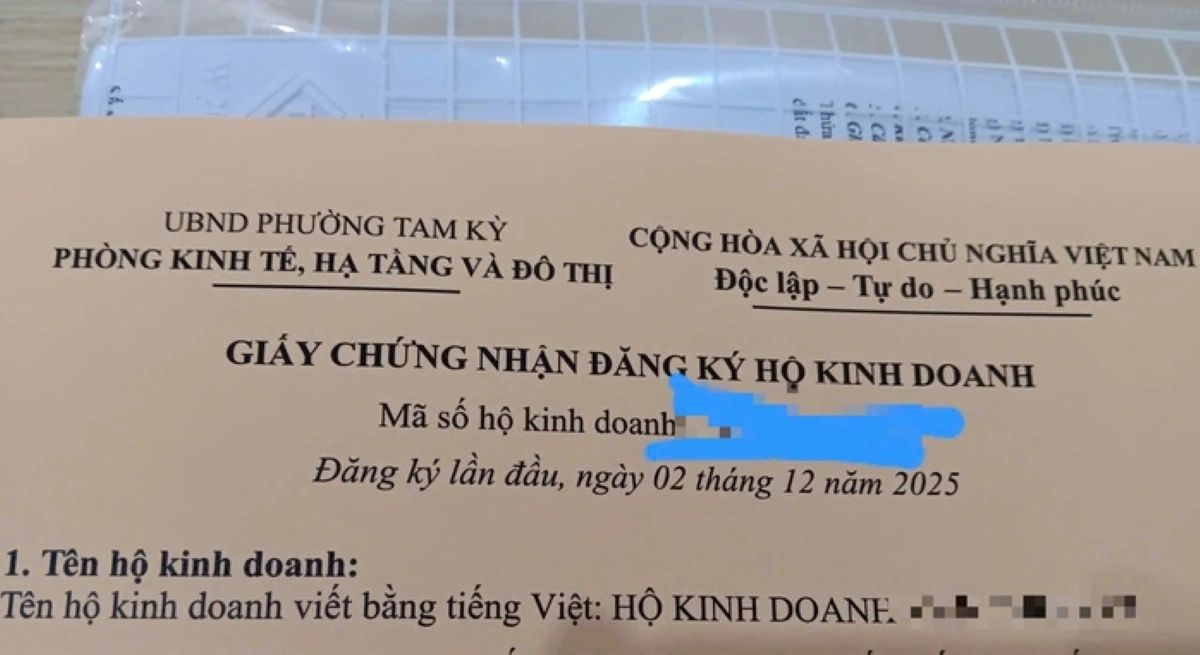 UBND PHƯỜNG TAM KỲ
PHÒNG KINH TẾ, HẠ TẦNG VÀ ĐÔ THỊ
CỘNG HÒA XÃ HỘI CHỦ NGHĨA VIỆT NAM
Độc lập – Tự do – Hạnh phúc
GIẤY CHỨNG NHẬN ĐĂNG KÝ HỘ KINH DOANH
Mã số hộ kinh doanh
Đăng ký lần đầu, ngày 02 tháng 12 năm 2025
1. Tên hộ kinh doanh:
Tên hộ kinh doanh viết bằng tiếng Việt: HỘ KINH DOANH